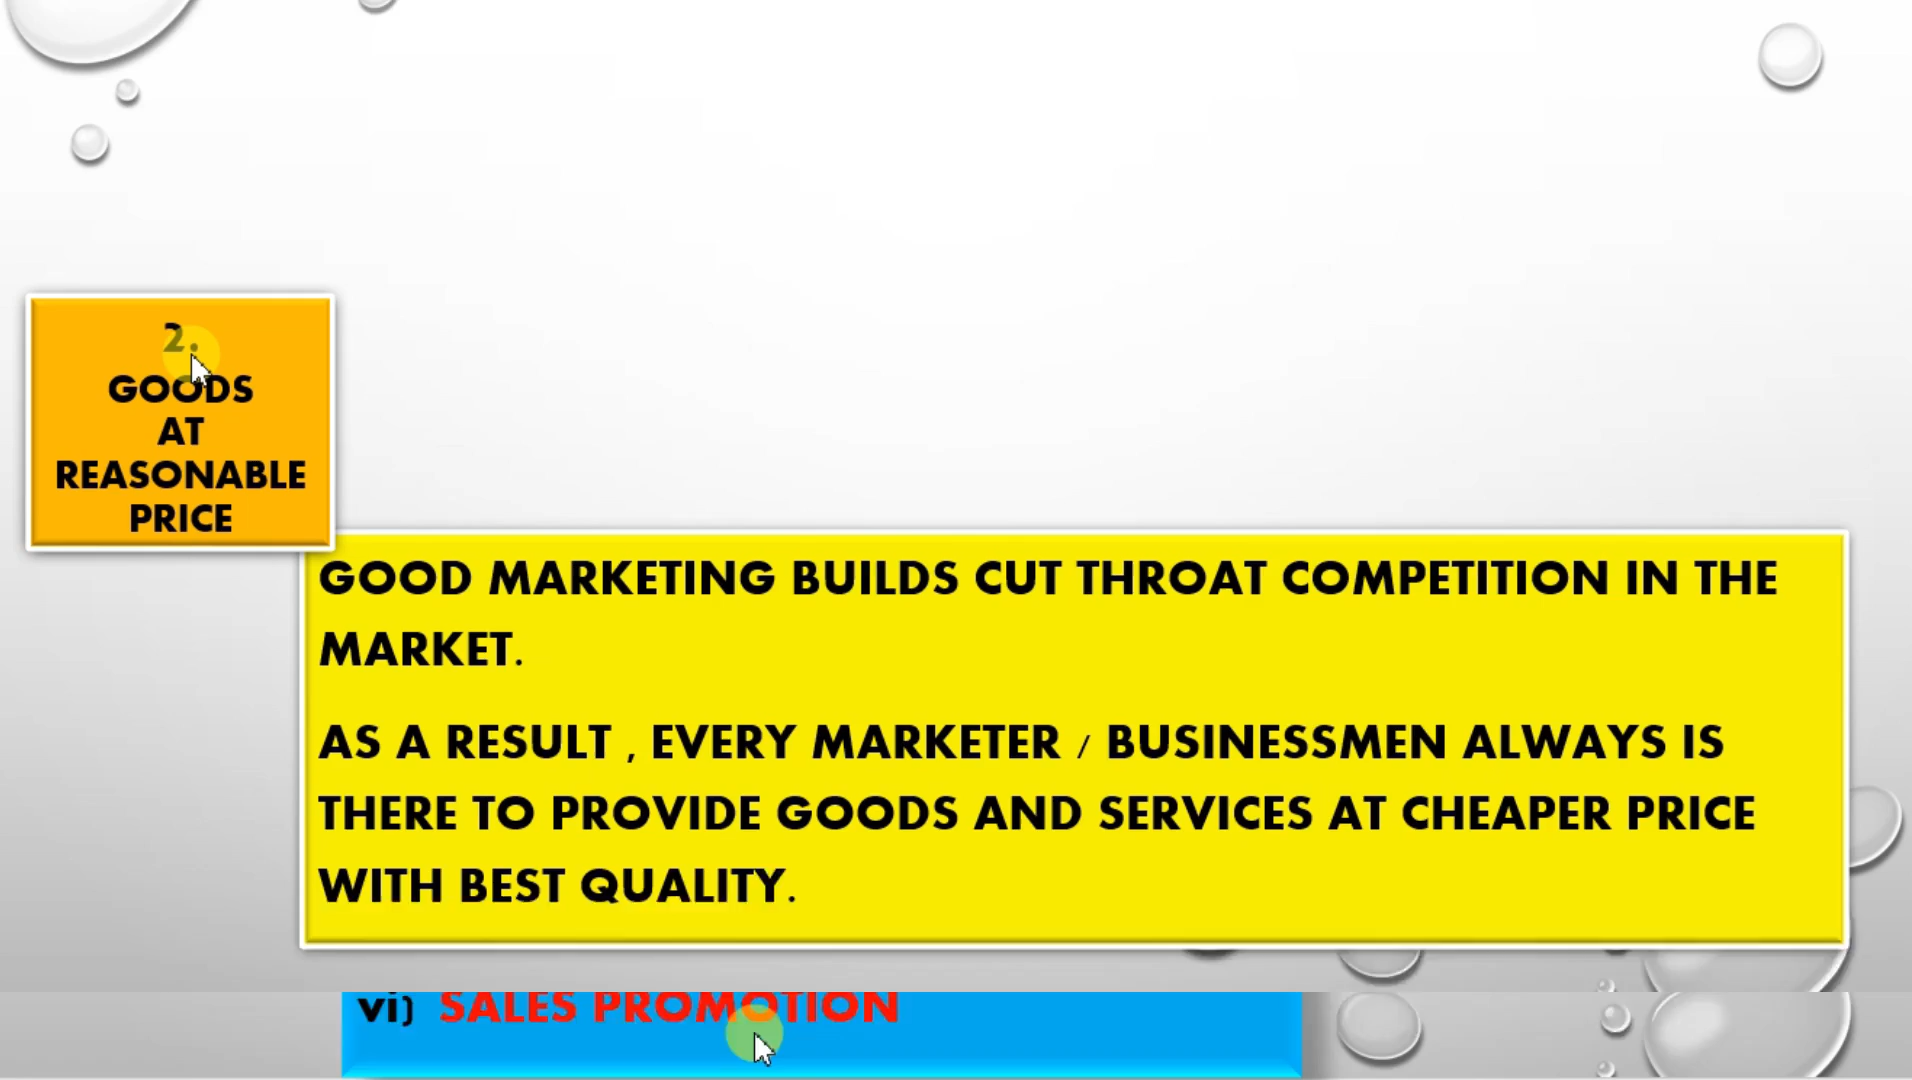 2.
GOODS
AT
REASONABLE
PRICE
GOOD MARKETING BUILDS CUT THROAT COMPETITION IN THE
MARKET.
AS A RESULT , EVERY MARKETER / BUSINESSMEN ALWAYS IS
THERE TO PROVIDE GOODS AND SERVICES AT CHEAPER PRICE
WITH BEST QUALITY.
vi) SALES PROMOTION